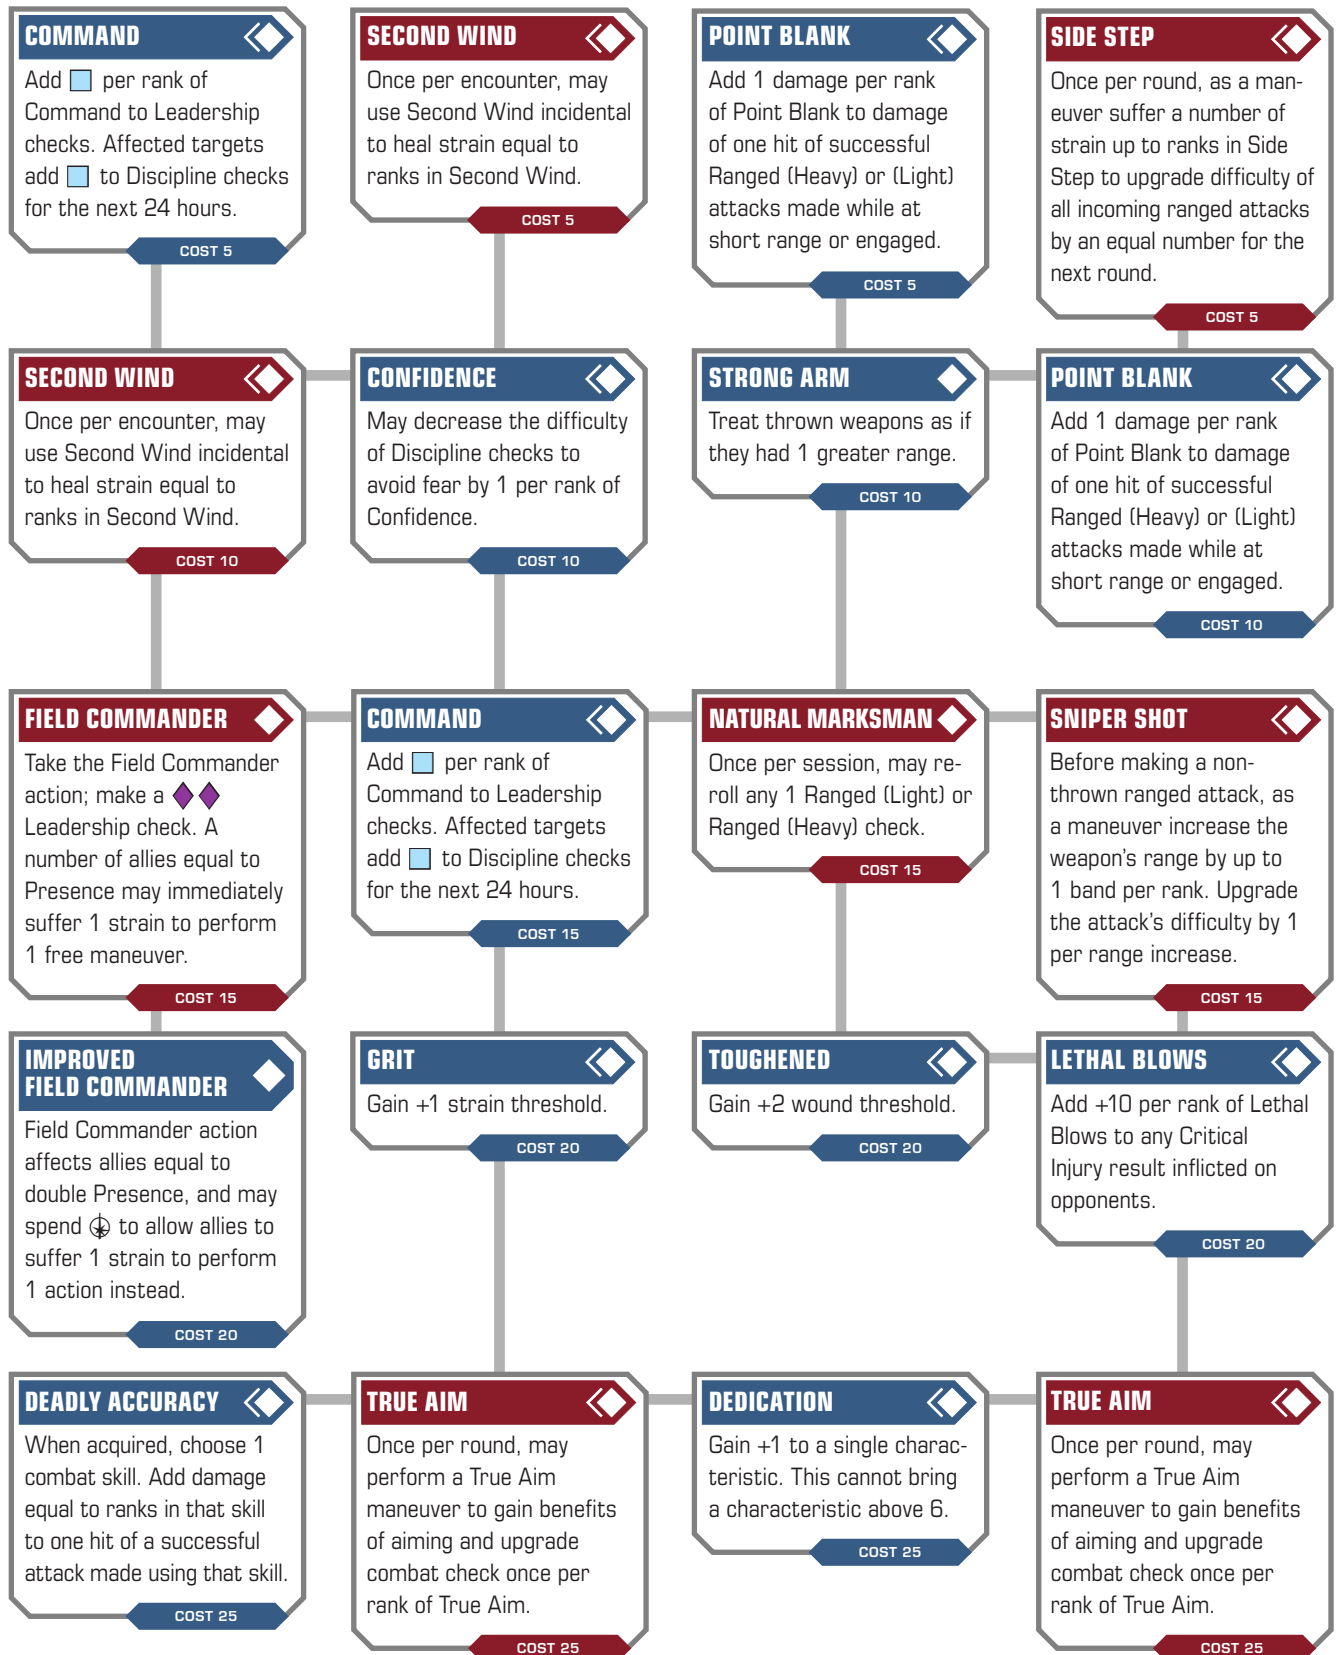 COMMAND
Add per rank of
Command to Leadership
checks. Affected targets
add to Discipline checks
for the next 24 hours.
COST 5
SECOND WIND
Once per encounter, may
use Second Wind incidental
to heal strain equal to
ranks in Second Wind.
COST 5
POINT BLANK
Add 1 damage per rank
of Point Blank to damage
of one hit of successful
Ranged (Heavy) or (Light)
attacks made while at
short range or engaged.
COST 5
SIDE STEP
Once per round, as a man-
euver suffer a number of
strain up to ranks in Side
Step to upgrade difficulty of
all incoming ranged attacks
by an equal number for the
next round.
COST 5
SECOND WIND
Once per encounter, may
use Second Wind incidental
to heal strain equal to
ranks in Second Wind.
COST 10
CONFIDENCE
May decrease the difficulty
of Discipline checks to
avoid fear by 1 per rank of
Confidence.
COST 10
STRONG ARM
Treat thrown weapons as if
they had 1 greater range.
COST 10
POINT BLANK
Add 1 damage per rank
of Point Blank to damage
of one hit of successful
Ranged (Heavy) or (Light)
attacks made while at
short range or engaged.
COST 10
FIELD COMMANDER
Take the Field Commander
action; make a
Leadership check. A
number of allies equal to
Presence may immediately
suffer 1 strain to perform
1 free maneuver.
COST 15
COMMAND
Add per rank of
Command to Leadership
checks. Affected targets
add to Discipline checks
for the next 24 hours.
COST 15
NATURAL MARKSMAN
Once per session, may re-
roll any 1 Ranged (Light) or
Ranged (Heavy) check.
COST 15
SNIPER SHOT
Before making a non-
thrown ranged attack, as
a maneuver increase the
weapon's range by up to
1 band per rank. Upgrade
the attack's difficulty by 1
per range increase.
COST 15
IMPROVED
FIELD COMMANDER
Field Commander action
affects allies equal to
double Presence, and may
spend to allow allies to
suffer 1 strain to perform
1 action instead.
COST 20
GRIT
Gain +1 strain threshold.
COST 20
TOUGHENED
Gain +2 wound threshold.
COST 20
LETHAL BLOWS
Add +10 per rank of Lethal
Blows to any Critical
Injury result inflicted on
opponents.
COST 20
DEADLY ACCURACY
When acquired, choose 1
combat skill. Add damage
equal to ranks in that skill
to one hit of a successful
attack made using that skill.
COST 25
TRUE AIM
Once per round, may
perform a True Aim
maneuver to gain benefits
of aiming and upgrade
combat check once per
rank of True Aim.
COST 25
DEDICATION
Gain +1 to a single charac-
teristic. This cannot bring
a characteristic above 6.
COST 25
TRUE AIM
Once per round, may
perform a True Aim
maneuver to gain benefits
of aiming and upgrade
combat check once per
rank of True Aim.
COST 25